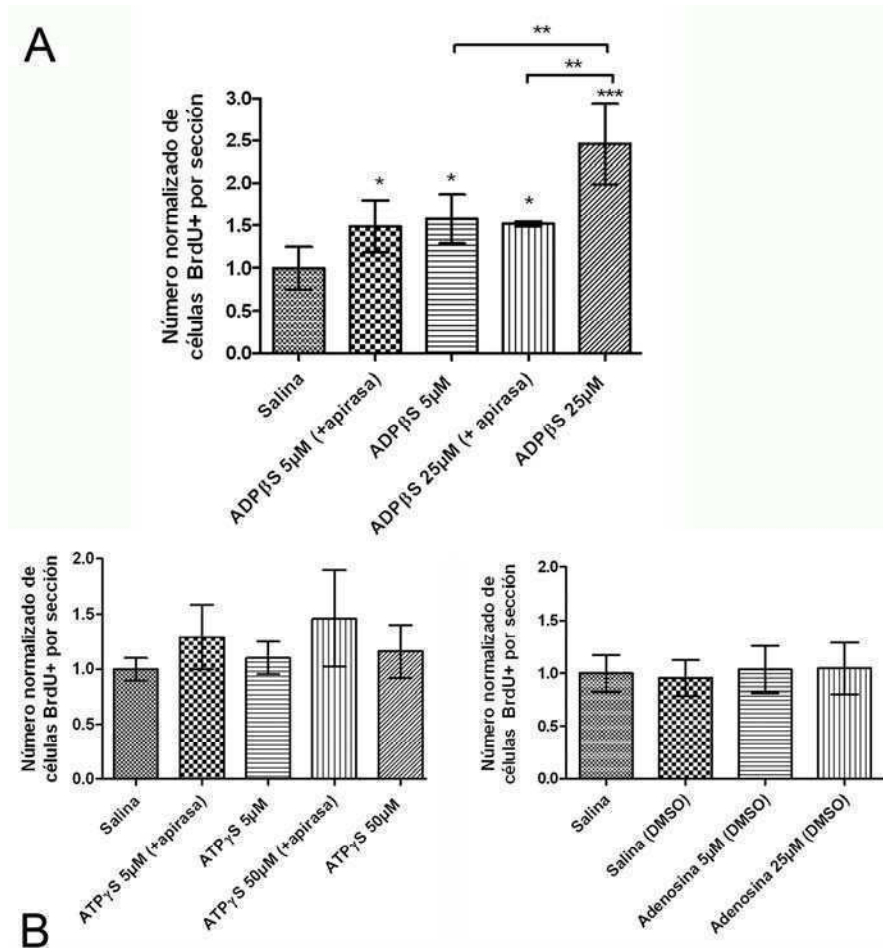 A
**
**
***
*
*
*
Número normalizado de
células BrdU+ por sección
3.0
2.5
2.0
1.5
1.0
0.5
0.0
Salina
ADPβS 5µM (+apirasa)
ADPβS 5µM
ADPβS 25µM (+ apirasa)
ADPβS 25µM
Número normalizado de
células BrdU+ por sección
2.0
1.5
1.0
0.5
0.0
Salina
ATPγS 5µM (+apirasa)
ATPγS 5µM
ATPγS 50µM (+apirasa)
ATPγS 50µM
Número normalizado de
células BrdU+ por sección
2.0
1.5
1.0
0.5
0.0
Salina
Salina (DMSO)
Adenosina 5µM (DMSO)
Adenosina 25µM (DMSO)
B